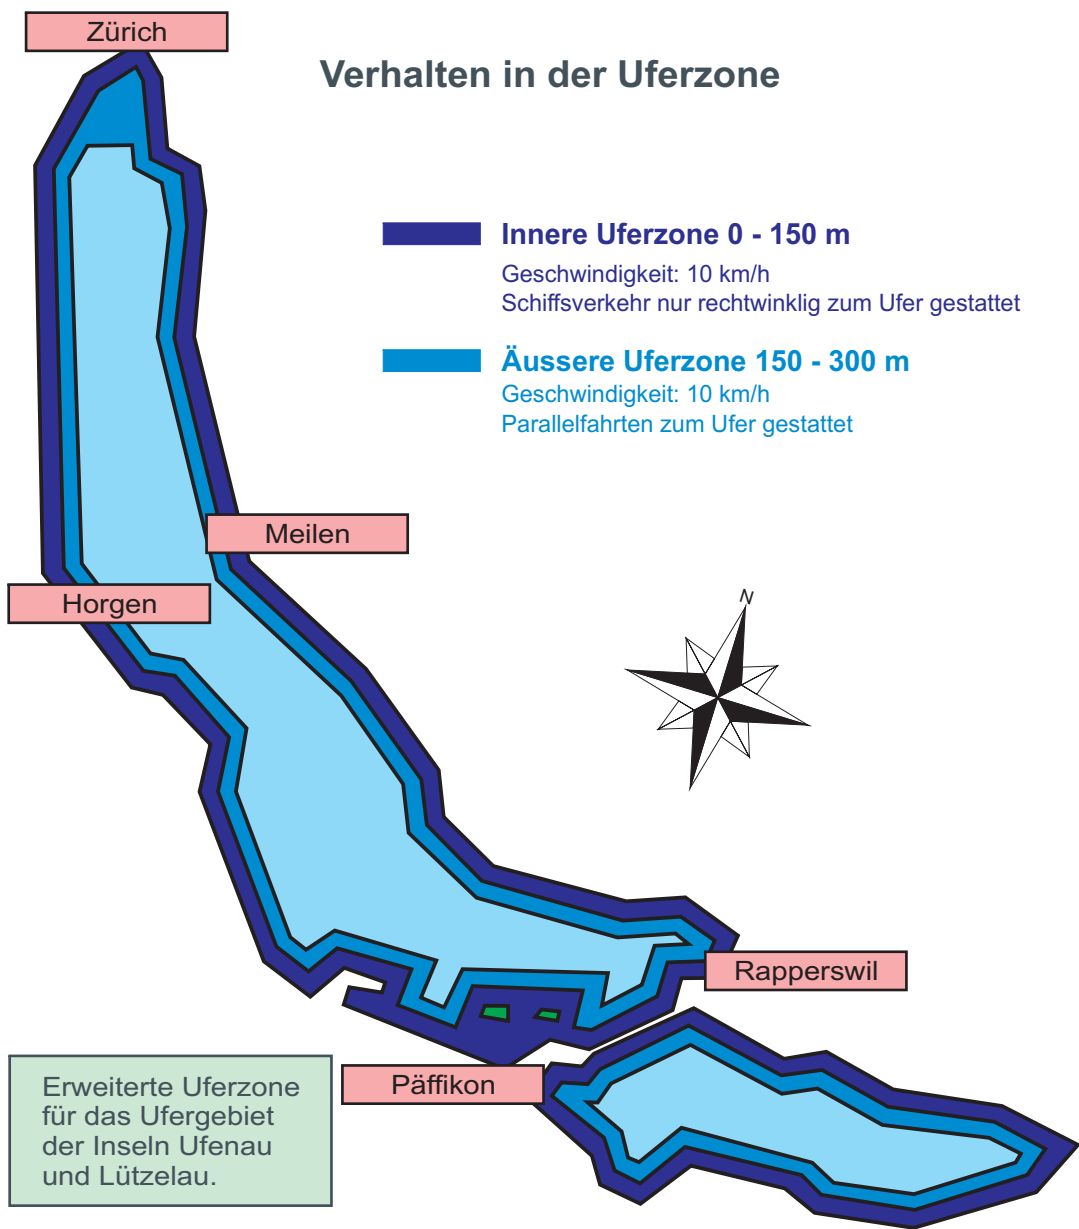 Zürich
Verhalten in der Uferzone
Innere Uferzone 0 - 150 m
Geschwindigkeit: 10 km/h
Schiffsverkehr nur rechtwinklig zum Ufer gestattet
Äussere Uferzone 150 - 300 m
Geschwindigkeit: 10 km/h
Parallelfahrten zum Ufer gestattet
Meilen
Horgen
N
Rapperswil
Päffikon
Erweiterte Uferzone
für das Ufergebiet
der Inseln Ufenau
und Lützelau.